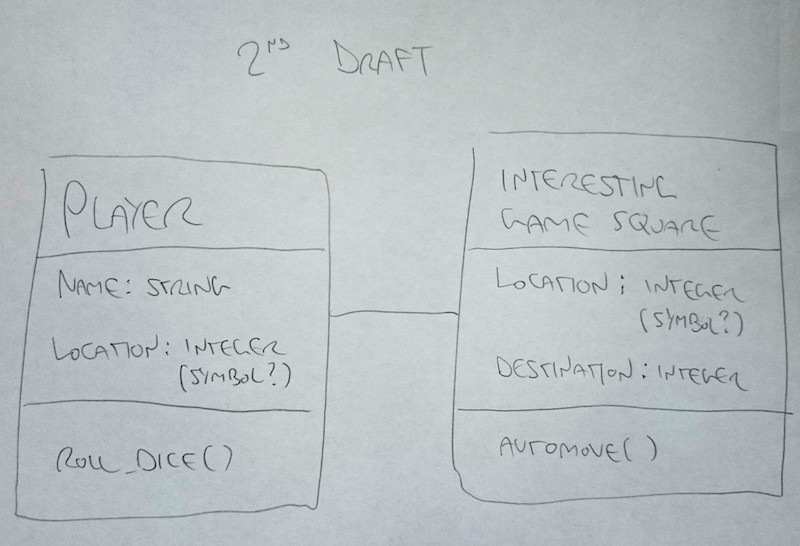 2ND DRAFT
PLAYER
NAME: STRING
LOCATION: INTEGER
(SYMBOL?)
ROLL_DICE()
INTERESTING
GAME SQUARE
LOCATION: INTEGER
(SYMBOL?)
DESTINATION: INTEGER
AUTOMOVE()